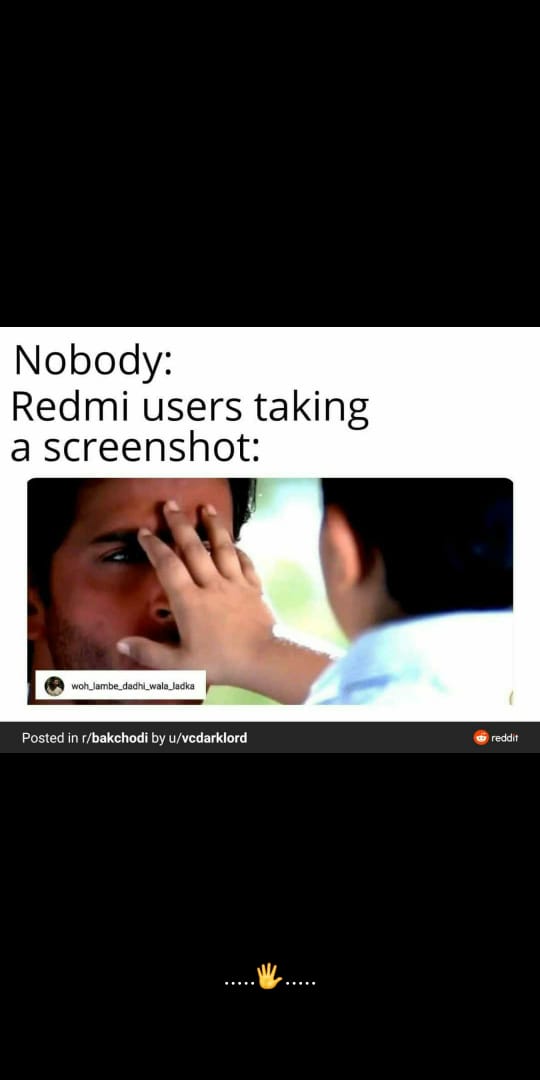 Nobody:
Redmi users taking
a screenshot:
woh_lambe_dadhi_wala_ladka
Posted in r/bakchodi by u/vcdarklord
reddit
.....🖐.....